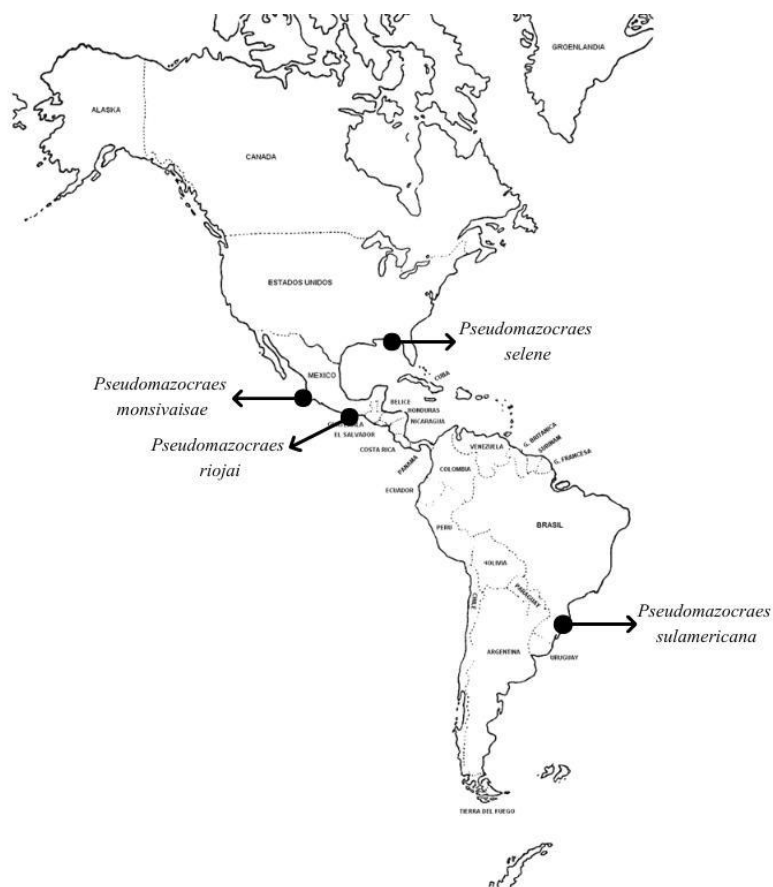 GROENLANDIA
ALASKA
CANADA
ESTADOS UNIDOS
Pseudomazocraes
selene
MEXICO
CUBA
Pseudomazocraes
monsivaisae
BELICE
HONDURAS
NICARAGUA
EL SALVADOR
Pseudomazocraes
riojai
COSTA RICA
PANAMA
VENEZUELA
G. BRITANICA
SURINAM
G. FRANCESA
COLOMBIA
ECUADOR
BRASIL
PERU
PARAGUAY
CHILE
Pseudomazocraes
sulamericana
ARGENTINA
URUGUAY
TIERRA DEL FUEGO